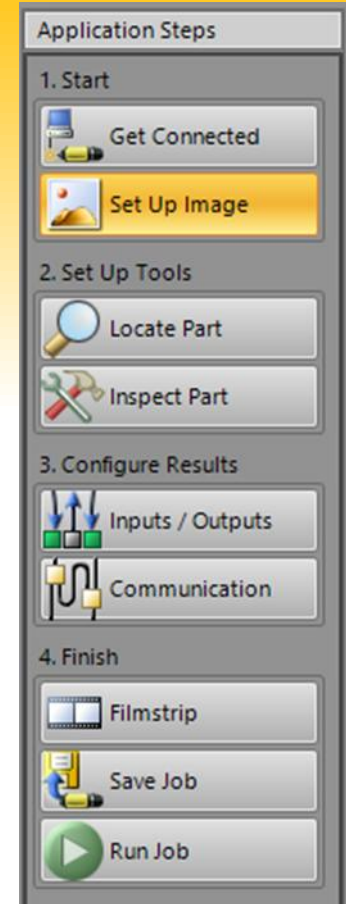 Application Steps
1. Start
Get Connected
Set Up Image
2. Set Up Tools
Locate Part
Inspect Part
3. Configure Results
Inputs / Outputs
Communication
4. Finish
Filmstrip
Save Job
Run Job